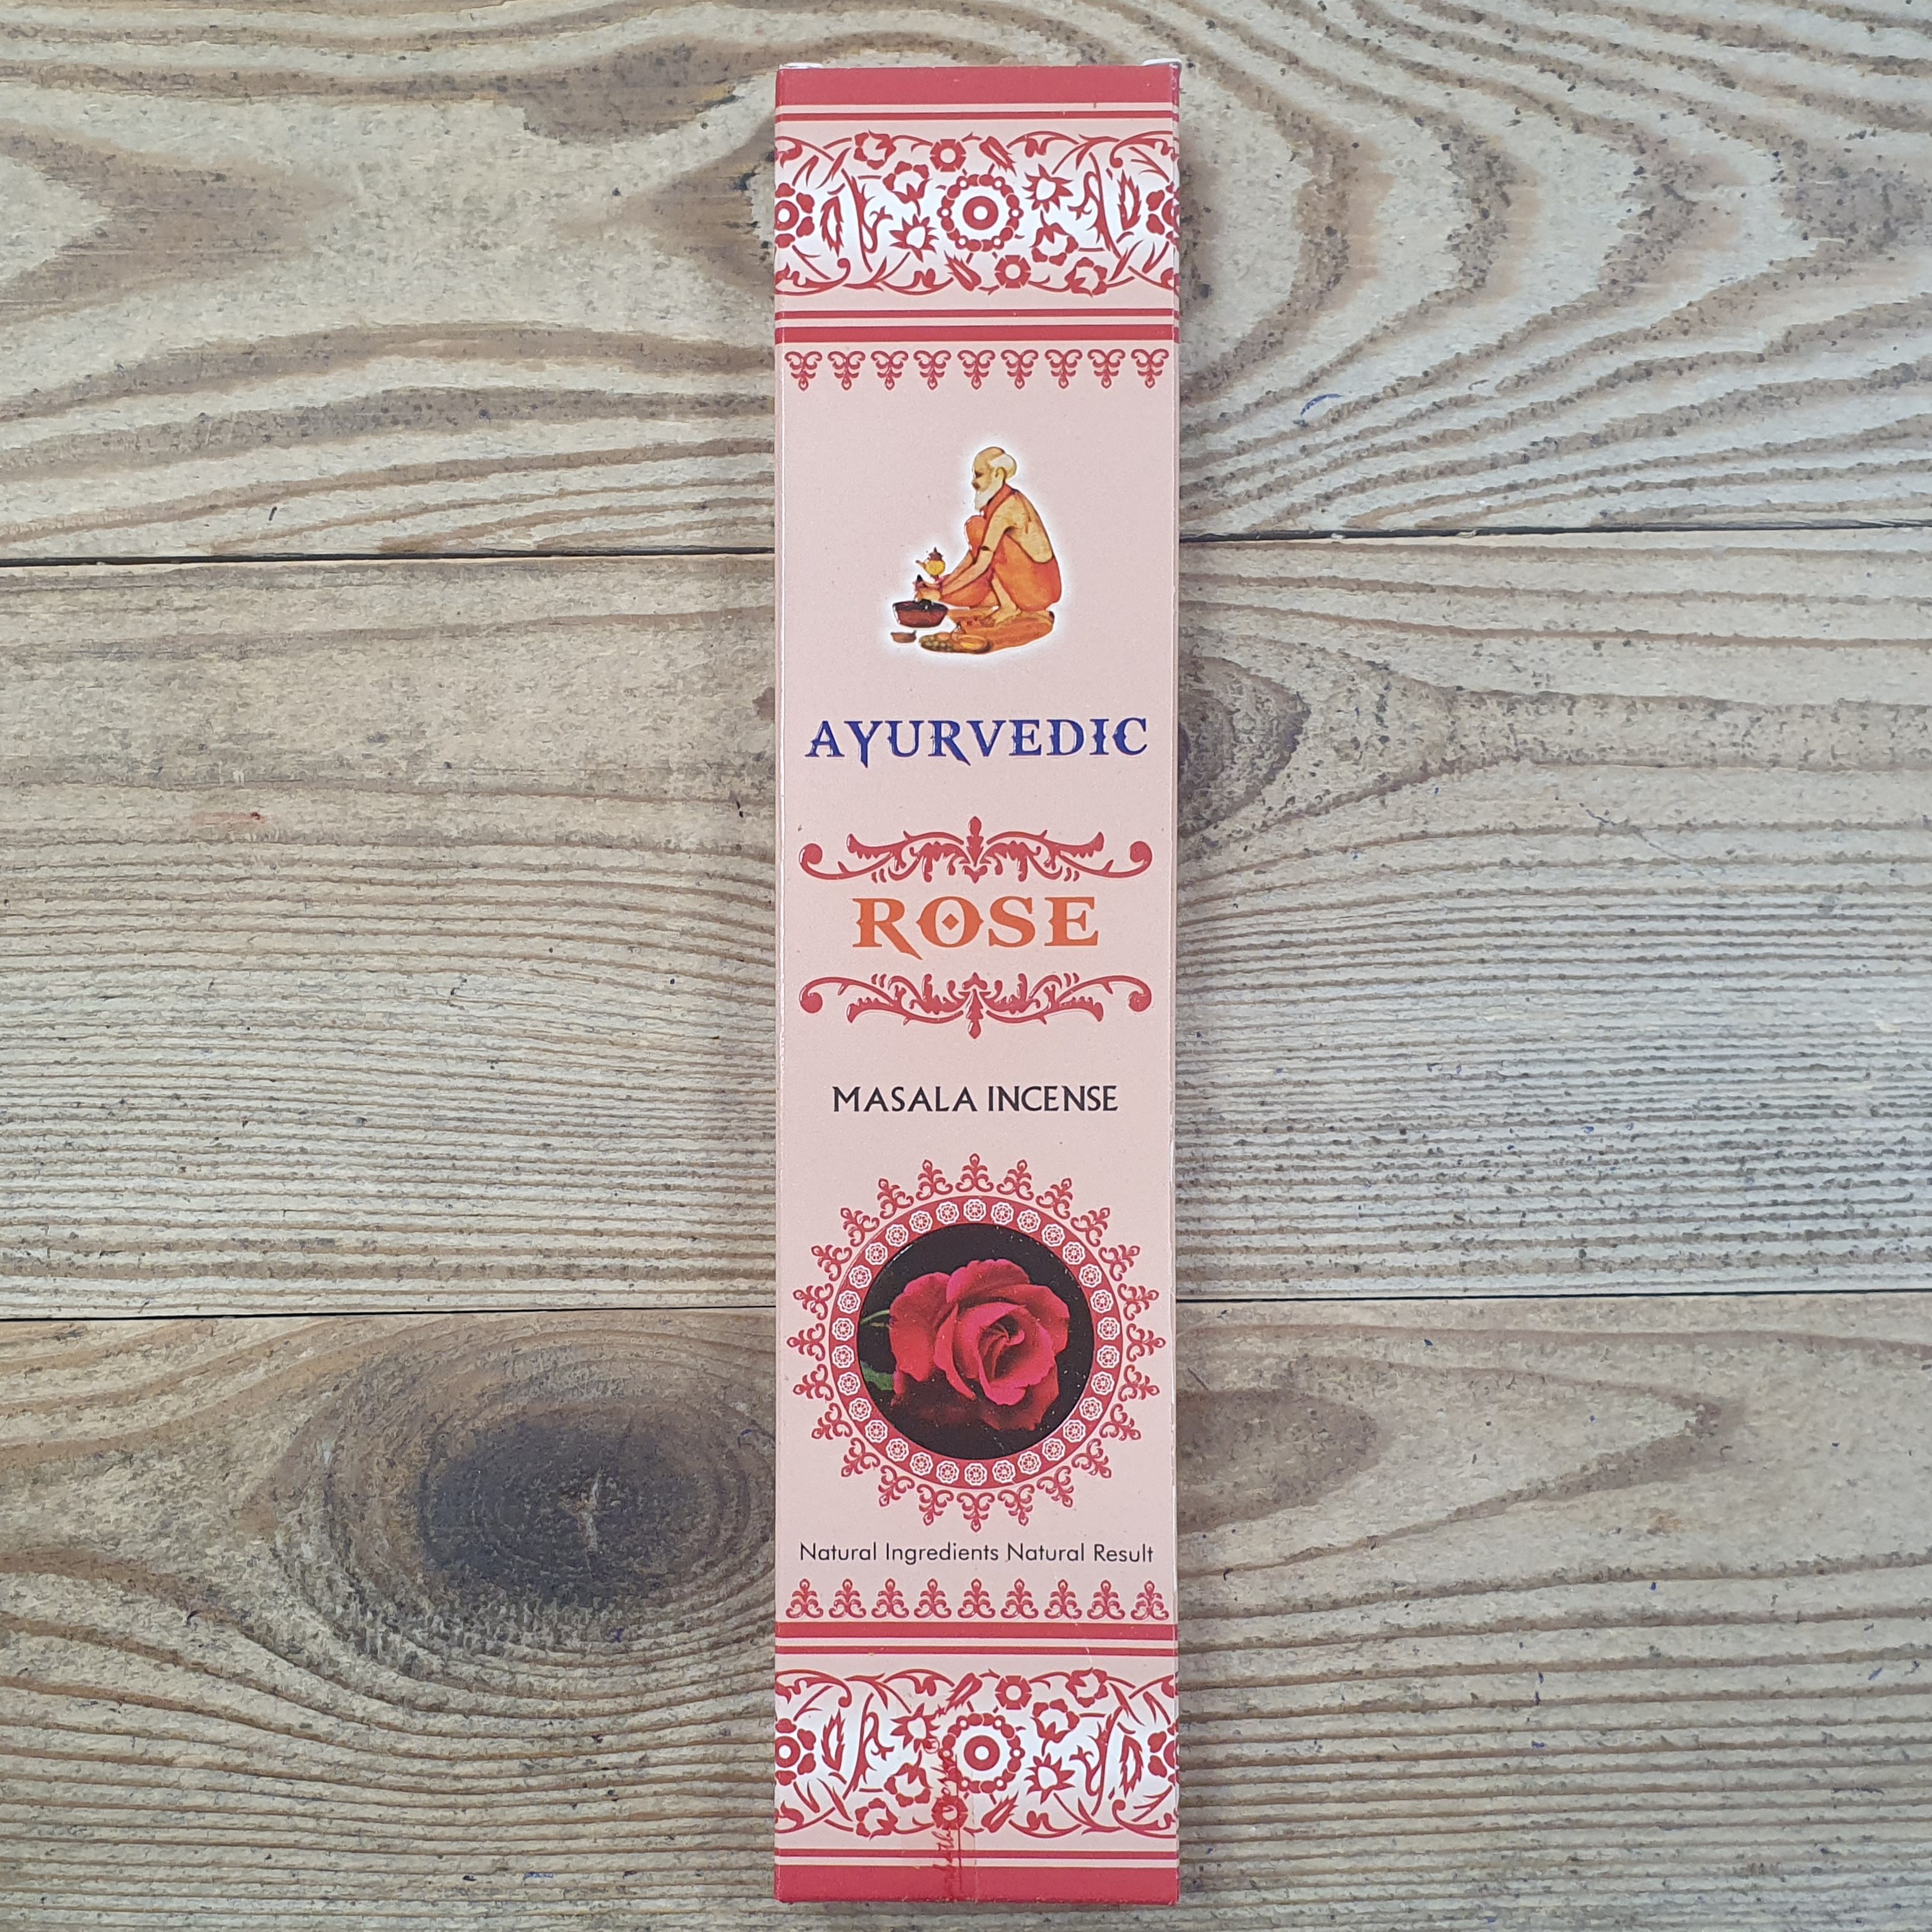 AYURVEDIC
ROSE
MASALA INCENSE
Natural Ingredients Natural Result